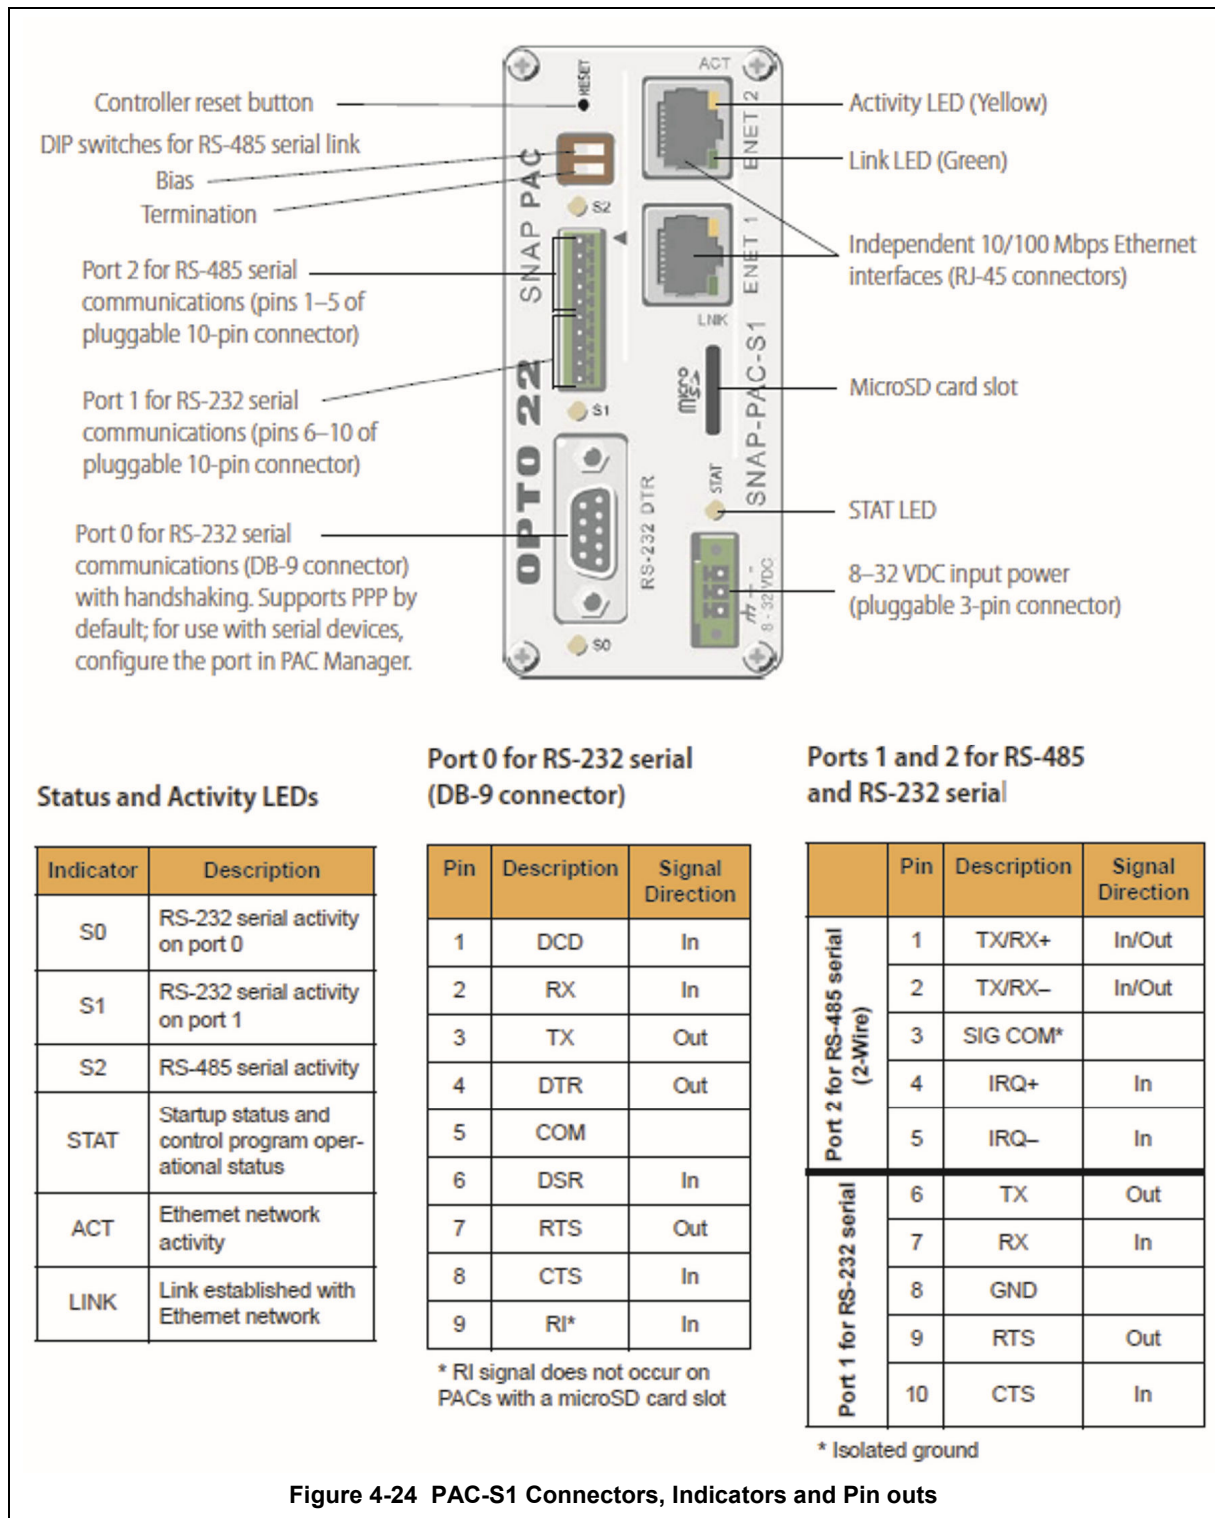 Controller reset button
DIP switches for RS-485 serial link
Bias
Termination
Port 2 for RS-485 serial
communications (pins 1–5 of
pluggable 10-pin connector)
Port 1 for RS-232 serial
communications (pins 6–10 of
pluggable 10-pin connector)
Port 0 for RS-232 serial
communications (DB-9 connector)
with handshaking. Supports PPP by
default; for use with serial devices,
configure the port in PAC Manager.
RESET
SNAP PAC
OPTO 22
S2
S1
S0
RS-232 DTR
ACT
ENET 2
ENET 1
LNK
micro SD
SNAP-PAC-S1
STAT
8 - 32 VDC
Activity LED (Yellow)
Link LED (Green)
Independent 10/100 Mbps Ethernet
interfaces (RJ-45 connectors)
MicroSD card slot
STAT LED
8–32 VDC input power
(pluggable 3-pin connector)
Status and Activity LEDs
Indicator Description
S0 RS-232 serial activity
on port 0
S1 RS-232 serial activity
on port 1
S2 RS-485 serial activity
STAT Startup status and
control program oper-
ational status
ACT Ethernet network
activity
LINK Link established with
Ethernet network
Port 0 for RS-232 serial
(DB-9 connector)
Pin Description Signal
Direction
1 DCD In
2 RX In
3 TX Out
4 DTR Out
5 COM
6 DSR In
7 RTS Out
8 CTS In
9 RI* In
* RI signal does not occur on
PACs with a microSD card slot
Ports 1 and 2 for RS-485
and RS-232 serial
Pin Description Signal
Direction
Port 2 for RS-485 serial
(2-Wire)
1 TX/RX+ In/Out
2 TX/RX– In/Out
3 SIG COM*
4 IRQ+ In
5 IRQ– In
Port 1 for RS-232 serial
6 TX Out
7 RX In
8 GND
9 RTS Out
10 CTS In
* Isolated ground
Figure 4-24 PAC-S1 Connectors, Indicators and Pin outs